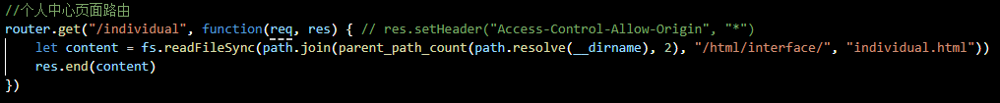 //个人中心页面路由
router.get("/individual", function(req, res) { // res.setHeader("Access-Control-Allow-Origin", "*")
    let content = fs.readFileSync(path.join(parent_path_count(path.resolve(__dirname), 2), "/html/interface/", "individual.html"))
    res.end(content)
})